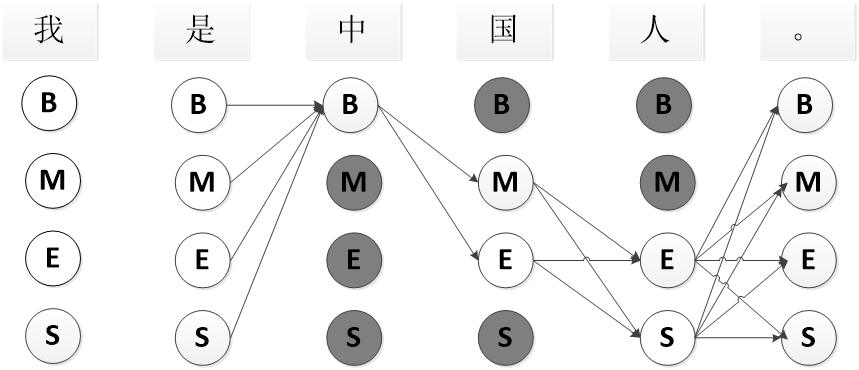 我 是 中 国 人 。
B B B B B B
M M M M M M
E E E E E E
S S S S S S